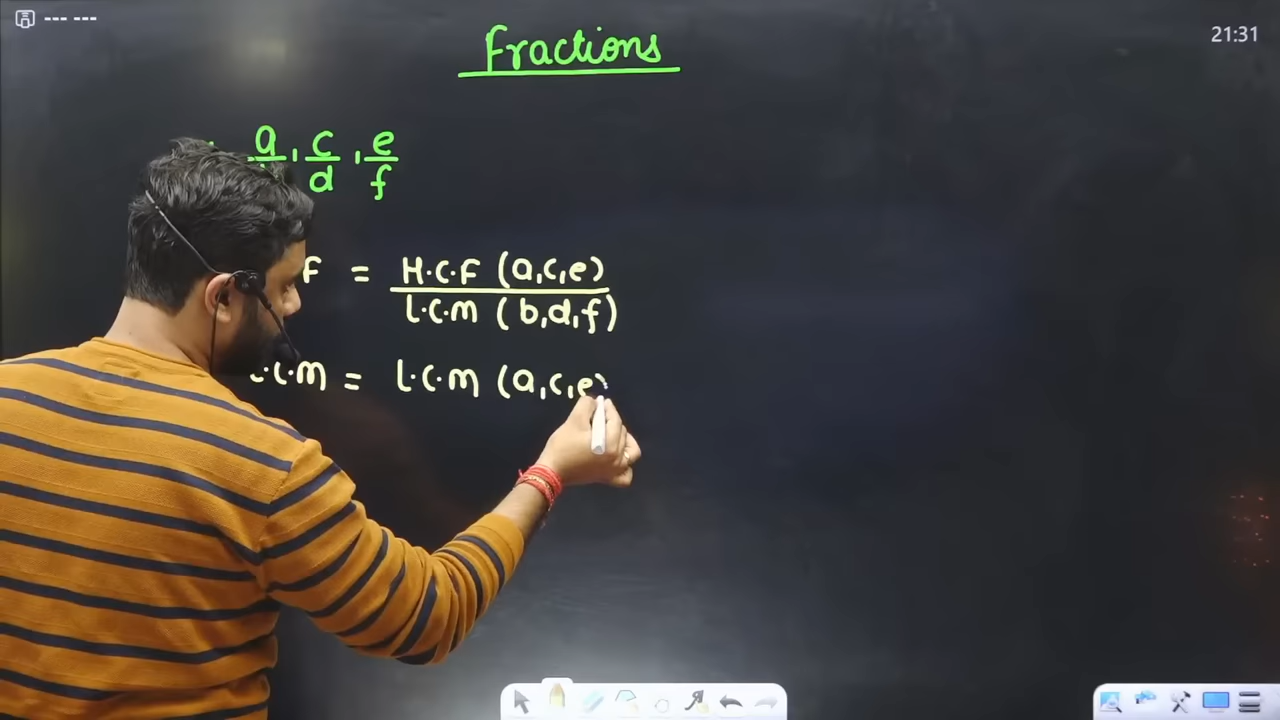 --- ---
21:31
Fractions
a , c/d , e/f
F = H.C.F (a,c,e)
L.C.M (b,d,f)
L.C.M = L.C.M (a,c,e)